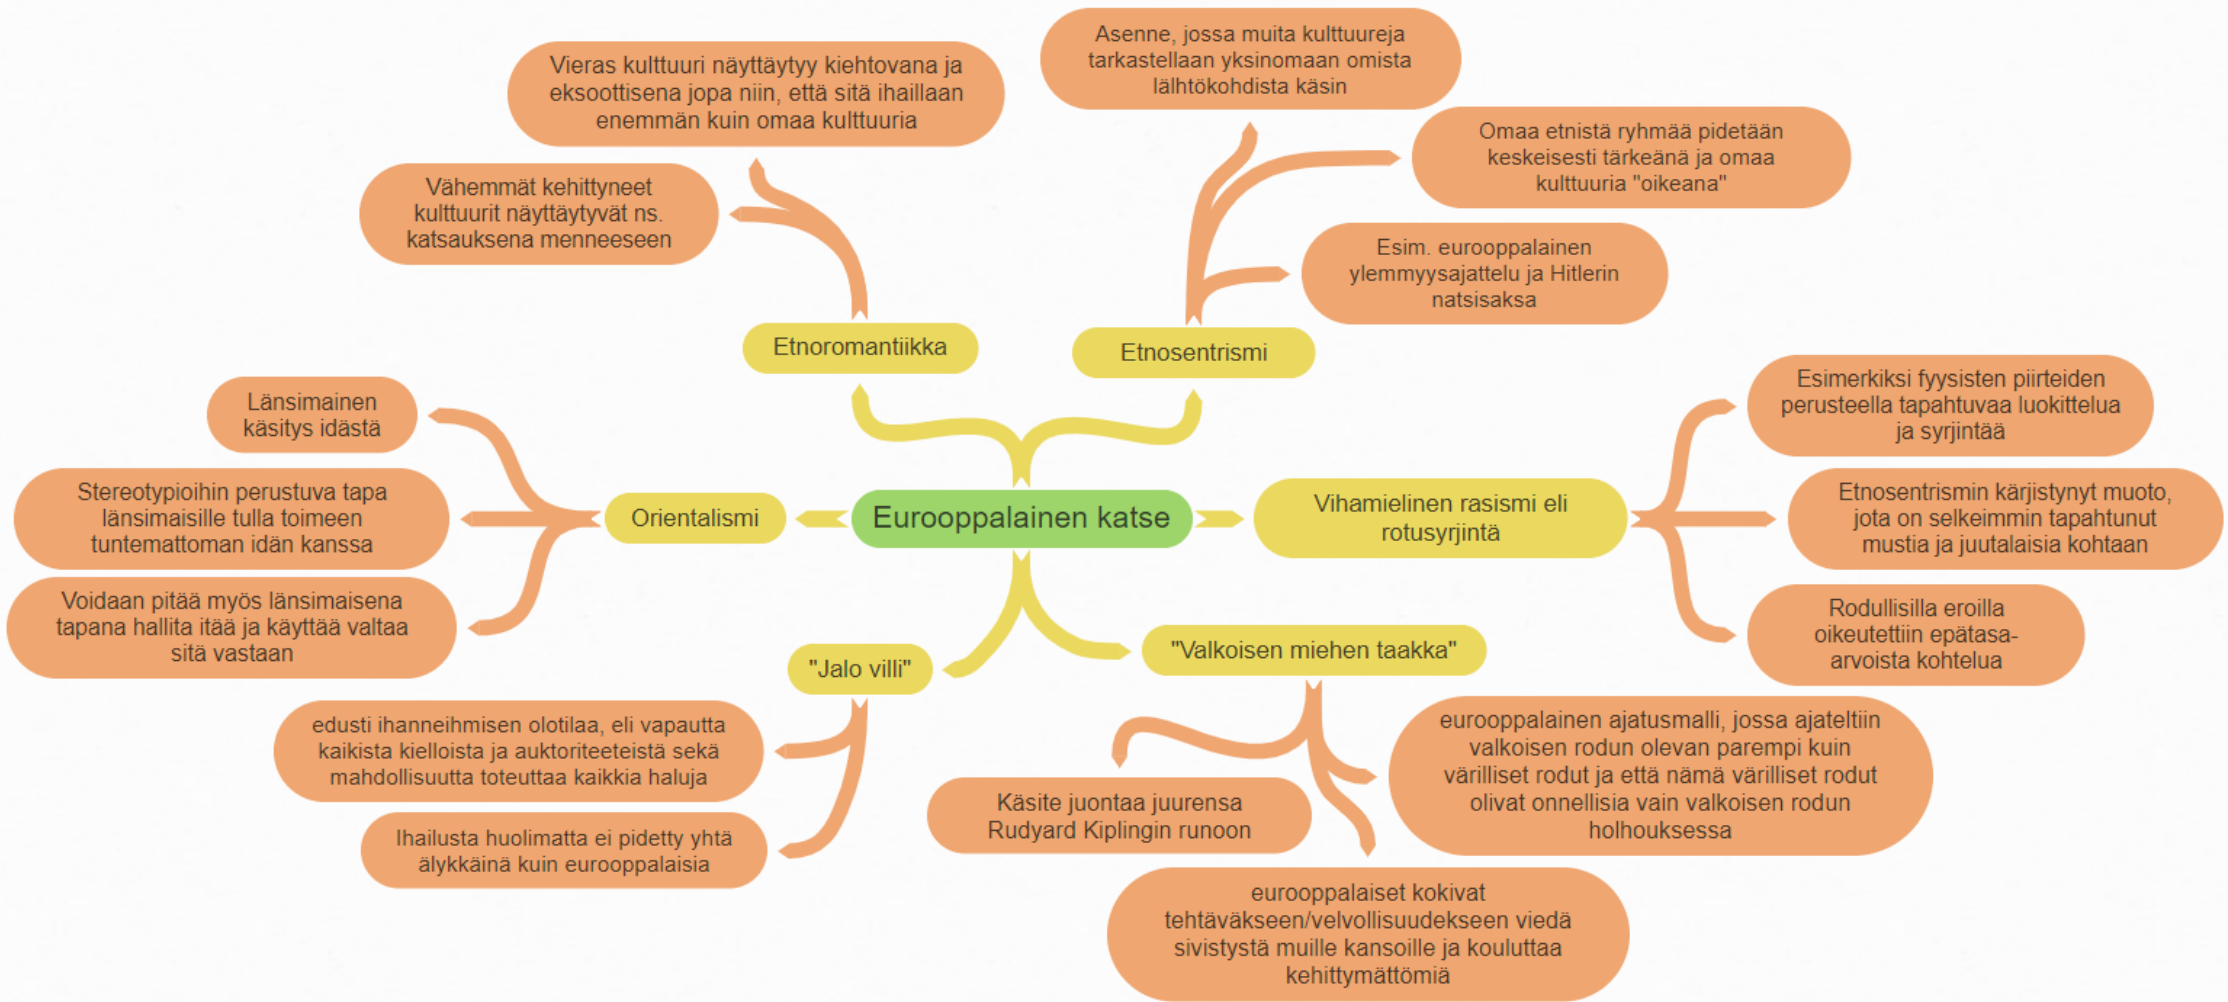 Asenne, jossa muita kulttuureja
tarkastellaan yksinomaan omista
lälhtökohdista käsin
Vieras kulttuuri näyttäytyy kiehtovana ja
eksoottisena jopa niin, että sitä ihaillaan
enemmän kuin omaa kulttuuria
Omaa etnistä ryhmää pidetään
keskeisesti tärkeänä ja omaa
kulttuuria "oikeana"
Vähemmät kehittyneet
kulttuurit näyttäytyvät ns.
katsauksena menneeseen
Esim. eurooppalainen
ylemmyysajattelu ja Hitlerin
natsisaksa
Etnoromantiikka
Etnosentrismi
Länsimainen
käsitys idästä
Esimerkiksi fyysisten piirteiden
perusteella tapahtuvaa luokittelua
ja syrjintää
Stereotypioihin perustuva tapa
länsimaisille tulla toimeen
tuntemattoman idän kanssa
Orientalismi
Eurooppalainen katse
Vihamielinen rasismi eli
rotusyrjintä
Etnosentrismin kärjistynyt muoto,
jota on selkeimmin tapahtunut
mustia ja juutalaisia kohtaan
Voidaan pitää myös länsimaisena
tapana hallita itää ja käyttää valtaa
sitä vastaan
Rodullisilla eroilla
oikeutettiin epätasa-
arvoista kohtelua
"Jalo villi"
"Valkoisen miehen taakka"
edusti ihanneihmisen olotilaa, eli vapautta
kaikista kielloista ja auktoriteeteistä sekä
mahdollisuutta toteuttaa kaikkia haluja
eurooppalainen ajatusmalli, jossa ajateltiin
valkoisen rodun olevan parempi kuin
värilliset rodut ja että nämä värilliset rodut
olivat onnellisia vain valkoisen rodun
holhouksessa
Käsite juontaa juurensa
Rudyard Kiplingin runoon
Ihailusta huolimatta ei pidetty yhtä
älykkäinä kuin eurooppalaisia
eurooppalaiset kokivat
tehtäväkseen/velvollisuudekseen viedä
sivistystä muille kansoille ja kouluttaa
kehittymättömiä